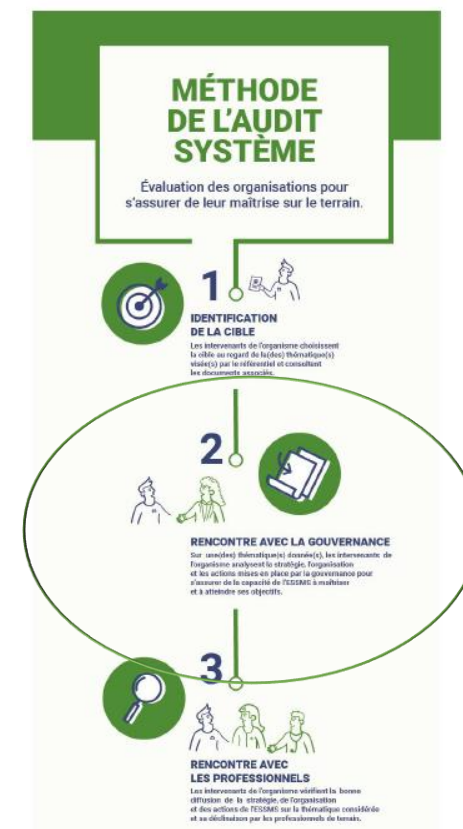 MÉTHODE
DE L'AUDIT
SYSTÈME
Évaluation des organisations pour
s'assurer de leur maîtrise sur le terrain.
1
IDENTIFICATION
DE LA CIBLE
Les intervenants de l'organisme choisissent
la cible au regard de la(des) thématique(s)
visée(s) par le référentiel et consultent
les documents associés.
2
RENCONTRE AVEC LA GOUVERNANCE
Sur une(des) thématique(s) donnée(s), les intervenants de
l'organisme analysent la stratégie, l'organisation
et les actions mises en place par la gouvernance pour
s'assurer de la capacité de l'ESSMS à maîtriser
et à atteindre ses objectifs.
3
RENCONTRE AVEC
LES PROFESSIONNELS
Les intervenants de l'organisme vérifient la bonne
diffusion de la stratégie, de l'organisation
et des actions de l'ESSMS sur la thématique considérée
et sa déclinaison par les professionnels de terrain.